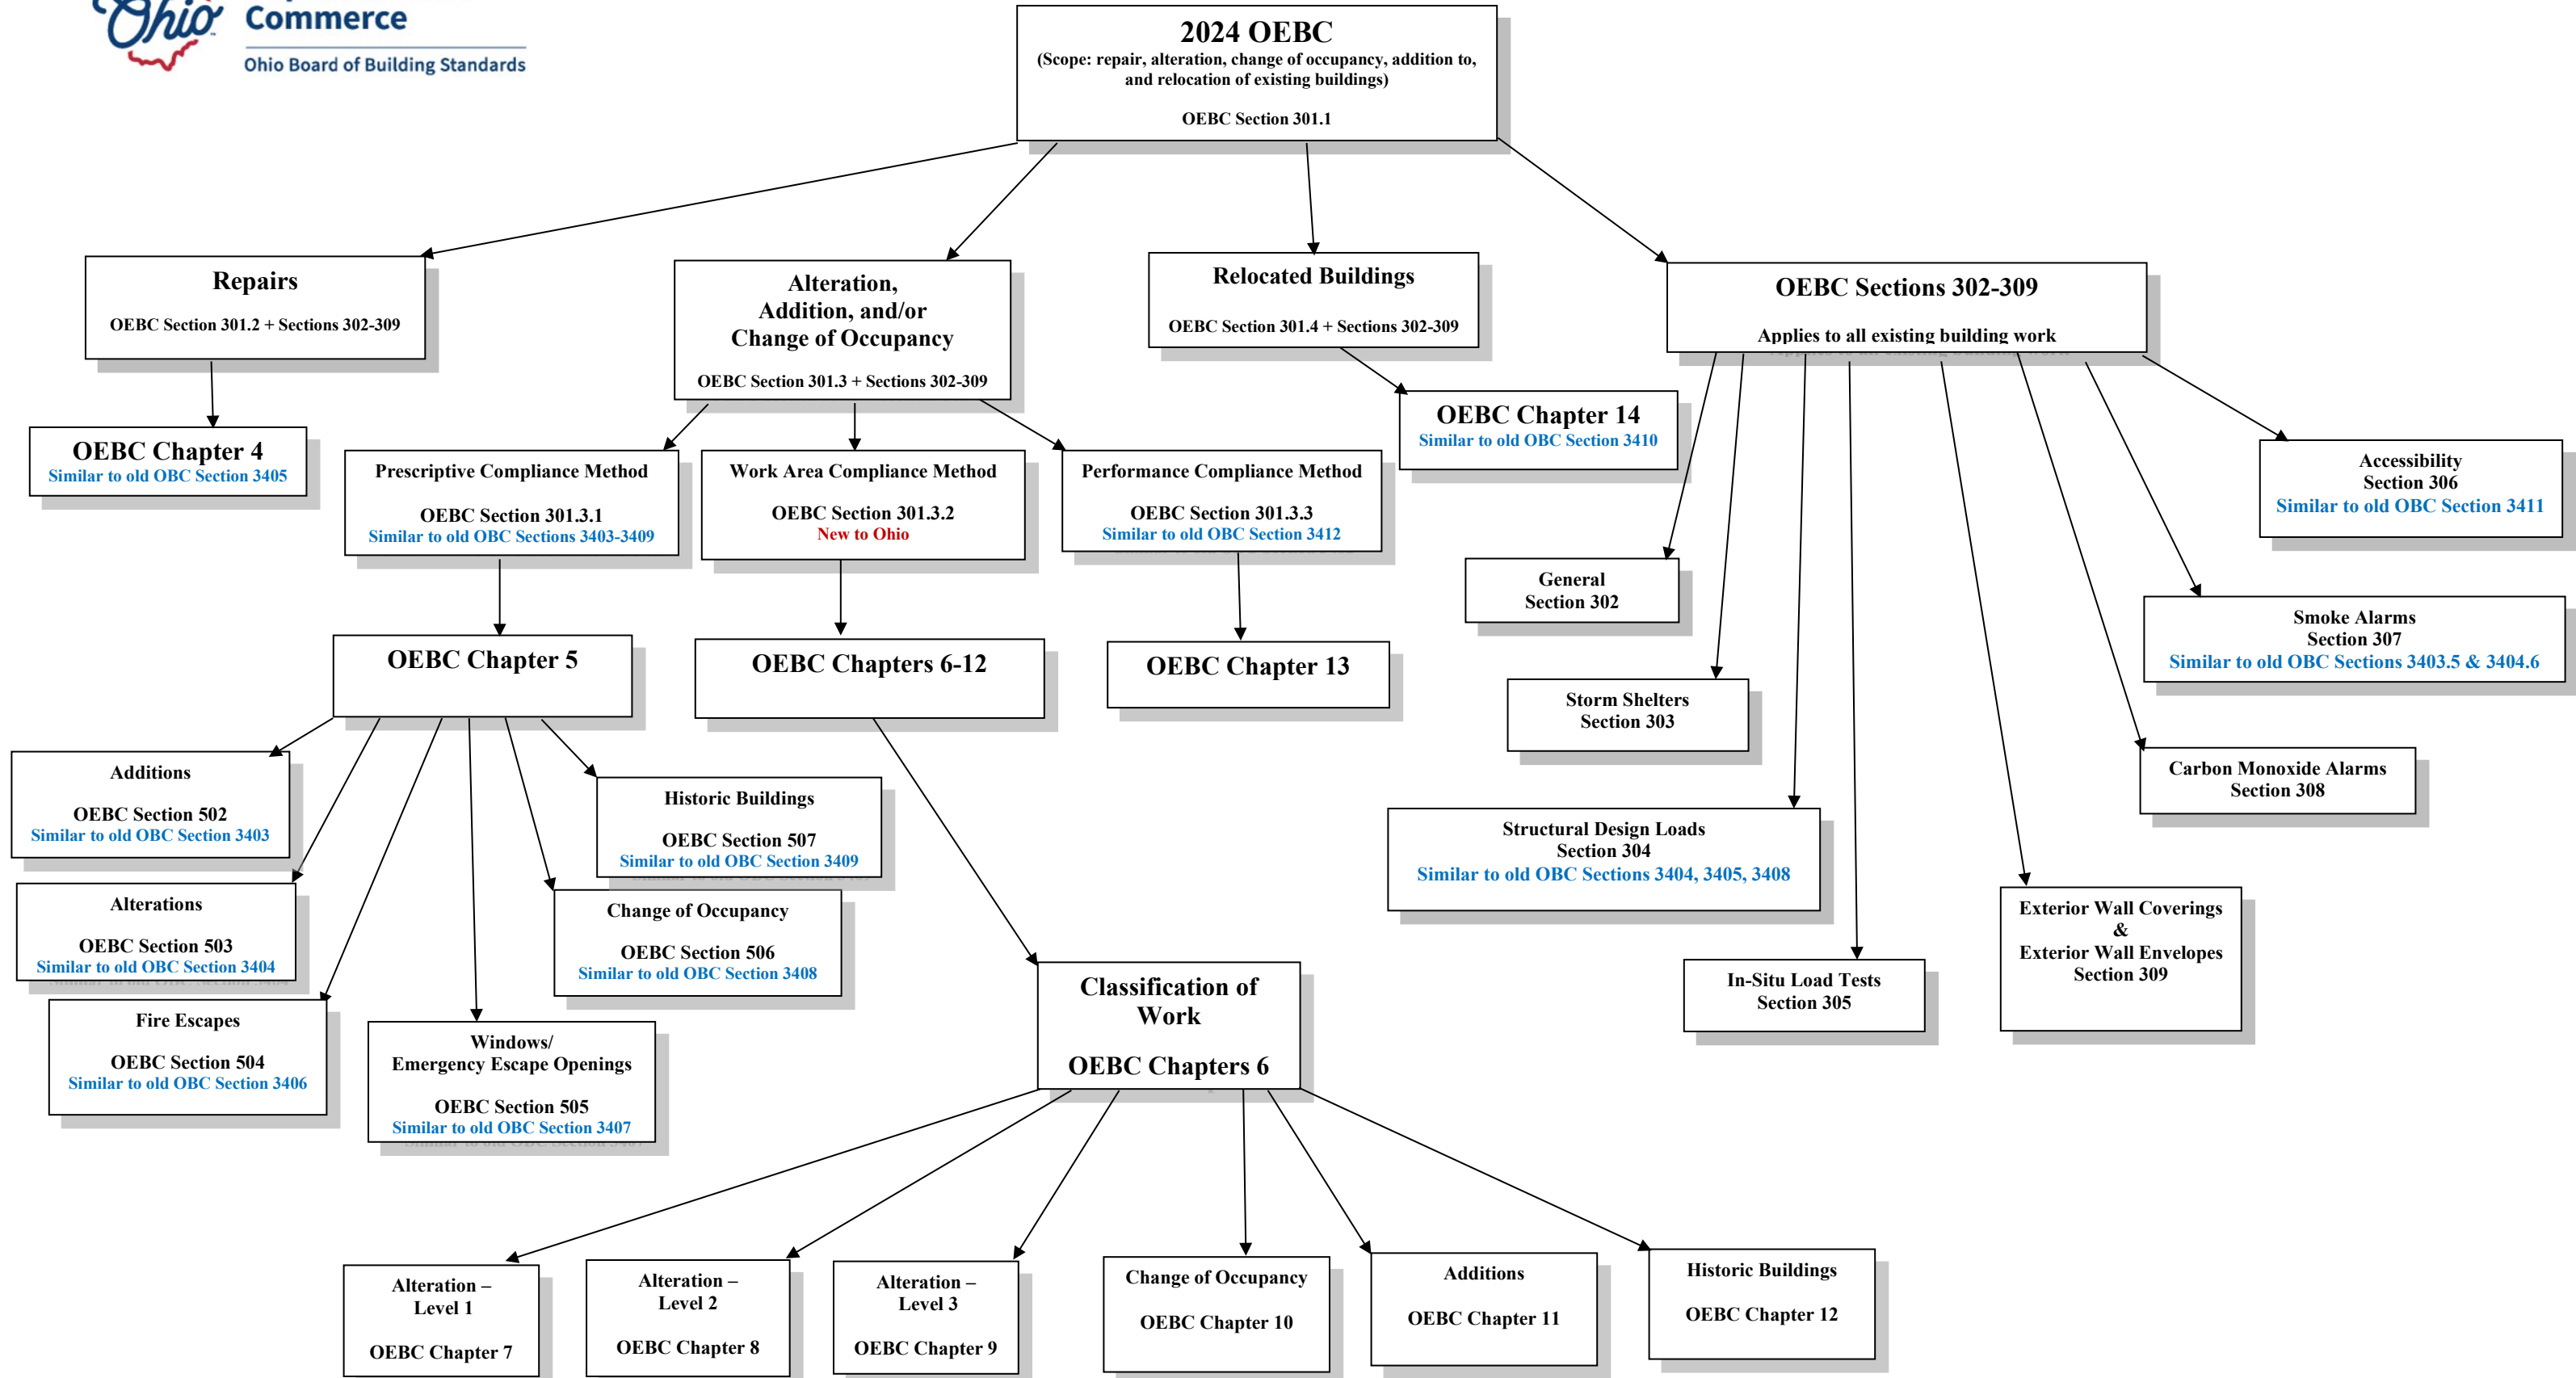 Ohio
Commerce
Ohio Board of Building Standards
2024 OEBC
(Scope: repair, alteration, change of occupancy, addition to,
and relocation of existing buildings)
OEBC Section 301.1
Repairs
OEBC Section 301.2 + Sections 302-309
Alteration,
Addition, and/or
Change of Occupancy
OEBC Section 301.3 + Sections 302-309
Relocated Buildings
OEBC Section 301.4 + Sections 302-309
OEBC Sections 302-309
Applies to all existing building work
OEBC Chapter 4
Similar to old OBC Section 3405
Prescriptive Compliance Method
OEBC Section 301.3.1
Similar to old OBC Sections 3403-3409
Work Area Compliance Method
OEBC Section 301.3.2
New to Ohio
Performance Compliance Method
OEBC Section 301.3.3
Similar to old OBC Section 3412
OEBC Chapter 14
Similar to old OBC Section 3410
Accessibility
Section 306
Similar to old OBC Section 3411
General
Section 302
Smoke Alarms
Section 307
Similar to old OBC Sections 3403.5 & 3404.6
OEBC Chapter 5
OEBC Chapters 6-12
OEBC Chapter 13
Storm Shelters
Section 303
Carbon Monoxide Alarms
Section 308
Additions
OEBC Section 502
Similar to old OBC Section 3403
Historic Buildings
OEBC Section 507
Similar to old OBC Section 3409
Structural Design Loads
Section 304
Similar to old OBC Sections 3404, 3405, 3408
Alterations
OEBC Section 503
Similar to old OBC Section 3404
Change of Occupancy
OEBC Section 506
Similar to old OBC Section 3408
Exterior Wall Coverings
&
Exterior Wall Envelopes
Section 309
In-Situ Load Tests
Section 305
Fire Escapes
OEBC Section 504
Similar to old OBC Section 3406
Windows/
Emergency Escape Openings
OEBC Section 505
Similar to old OBC Section 3407
Classification of
Work
OEBC Chapters 6
Alteration –
Level 1
OEBC Chapter 7
Alteration –
Level 2
OEBC Chapter 8
Alteration –
Level 3
OEBC Chapter 9
Change of Occupancy
OEBC Chapter 10
Additions
OEBC Chapter 11
Historic Buildings
OEBC Chapter 12